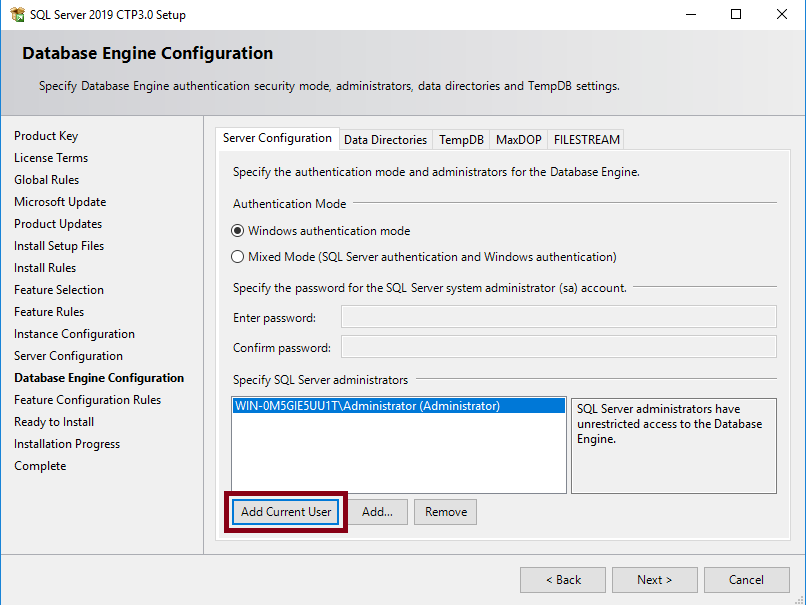 SQL Server 2019 CTP3.0 Setup
Database Engine Configuration
Specify Database Engine authentication security mode, administrators, data directories and TempDB settings.
Product Key
License Terms
Global Rules
Microsoft Update
Product Updates
Install Setup Files
Install Rules
Feature Selection
Feature Rules
Instance Configuration
Server Configuration
Database Engine Configuration
Feature Configuration Rules
Ready to Install
Installation Progress
Complete
Server Configuration Data Directories TempDB MaxDOP FILESTREAM
Specify the authentication mode and administrators for the Database Engine.
Authentication Mode
Windows authentication mode
Mixed Mode (SQL Server authentication and Windows authentication)
Specify the password for the SQL Server system administrator (sa) account.
Enter password:
Confirm password:
Specify SQL Server administrators
WIN-0M5GIE5UU1T\Administrator (Administrator)
SQL Server administrators have
unrestricted access to the Database
Engine.
Add Current User Add... Remove
< Back Next > Cancel